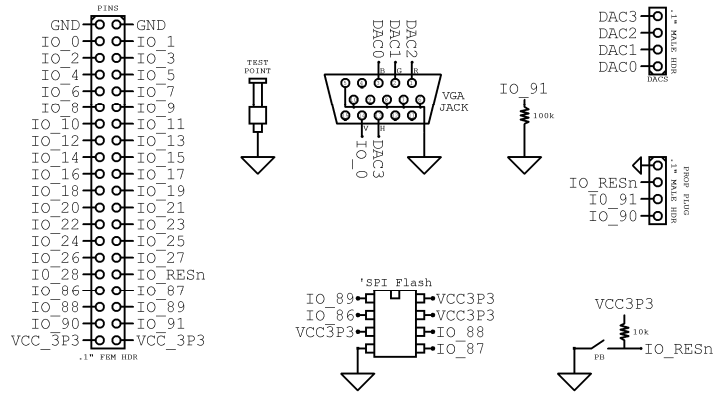 PINS
GND GND
IO_0 IO_1
IO_2 IO_3
IO_4 IO_5
IO_6 IO_7
IO_8 IO_9
IO_10 IO_11
IO_12 IO_13
IO_14 IO_15
IO_16 IO_17
IO_18 IO_19
IO_20 IO_21
IO_22 IO_23
IO_24 IO_25
IO_26 IO_27
I0_28 IO_RESn
IO_86 IO_87
IO_88 IO_89
IO_90 IO_91
VCC_3P3 VCC_3P3
.1" FEM HDR
TEST
POINT
DAC0 DAC1 DAC2
B G R
VGA
JACK
V H
IO_0 DAC3
IO_91
100k
DAC3
DAC2
DAC1
DAC0
.1" MALE HDR
DACS
IO_RESn
I0_91
IO_90
PROP PLUG
.1" MALE HDR
'SPI Flash
IO_89 VCC3P3
IO_86 VCC3P3
VCC3P3 IO_88
IO_87
VCC3P3
10k
PB
IO_RESn